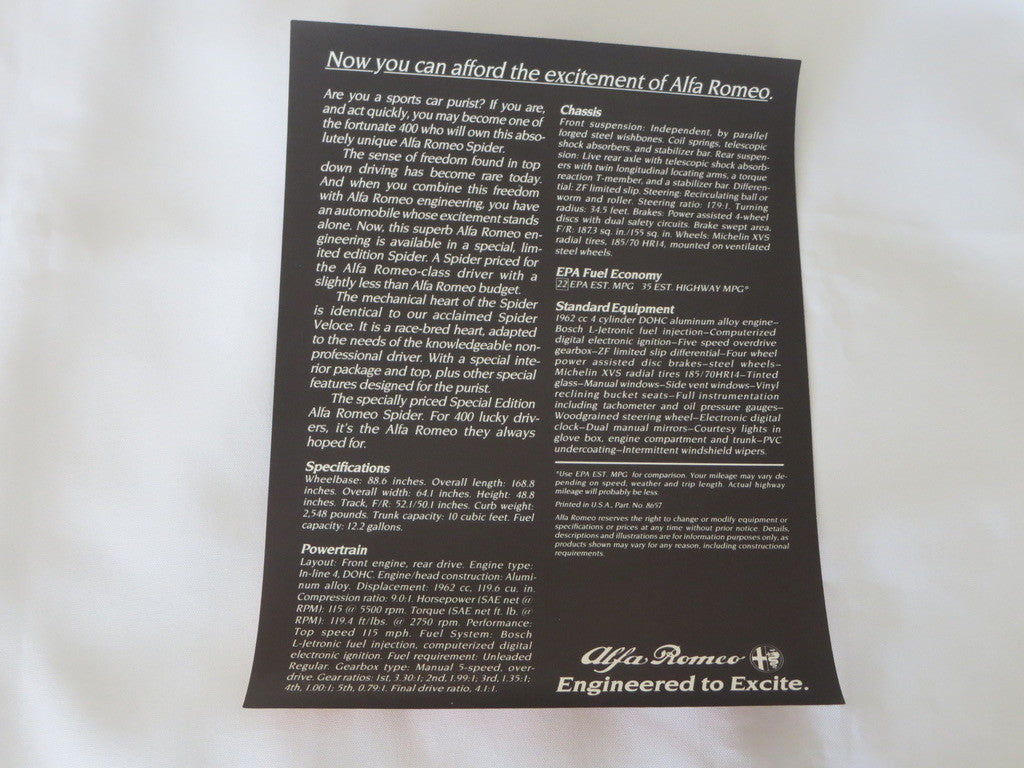 Now you can afford the excitement of Alfa Romeo.
Are you a sports car purist? If you are,
and act quickly, you may become one of
the fortunate 400 who will own this abso-
lutely unique Alfa Romeo Spider.
The sense of freedom found in top
down driving has become rare today.
And when you combine this freedom
with Alfa Romeo engineering, you have
an automobile whose excitement stands
alone. Now, this superb Alfa Romeo en-
gineering is available in a special, lim-
ited edition Spider. A Spider priced for
the Alfa Romeo-class driver with a
slightly less than Alfa Romeo budget.
The mechanical heart of the Spider
is identical to our acclaimed Spider
Veloce. It is a race-bred heart, adapted
to the needs of the knowledgeable non-
professional driver. With a special inte-
rior package and top, plus other special
features designed for the purist.
The specially priced Special Edition
Alfa Romeo Spider. For 400 lucky driv-
ers, it's the Alfa Romeo they always
hoped for.
Specifications
Wheelbase: 88.6 inches. Overall length: 168.8
inches. Overall width: 64.1 inches. Height: 48.8
inches. Track, F/R: 52.1/50.1 inches. Curb weight:
2,548 pounds. Trunk capacity: 10 cubic feet. Fuel
capacity: 12.2 gallons.
Powertrain
Layout: Front engine, rear drive. Engine type:
In-line 4, DOHC. Engine/head construction: Alumi-
num alloy. Displacement: 1962 cc, 119.6 cu. in.
Compression ratio: 9.0:1. Horsepower (SAE net @
RPM): 115 @ 5500 rpm. Torque (SAE net ft. lb. @
RPM): 119.4 ft/lbs. @ 2750 rpm. Performance:
Top speed 115 mph. Fuel System: Bosch
L-Jetronic fuel injection, computerized digital
electronic ignition. Fuel requirement: Unleaded
Regular. Gearbox type: Manual 5-speed, over-
drive. Gear ratios: 1st, 3.30:1; 2nd, 1.99:1; 3rd, 1.35:1;
4th, 1.00:1; 5th, 0.79:1. Final drive ratio, 4.1:1.
Chassis
Front suspension: Independent, by parallel
forged steel wishbones. Coil springs, telescopic
shock absorbers, and stabilizer bar. Rear suspen-
sion: Live rear axle with telescopic shock absorb-
ers with twin longitudinal locating arms, a torque
reaction T-member, and a stabilizer bar. Differen-
tial: ZF limited slip. Steering: Recirculating ball or
worm and roller. Steering ratio: 17.9:1. Turning
radius: 34.5 feet. Brakes: Power assisted 4-wheel
discs with dual safety circuits. Brake swept area,
F/R: 187.3 sq. in./155 sq. in. Wheels: Michelin XVS
radial tires, 185/70 HR14, mounted on ventilated
steel wheels.
EPA Fuel Economy
22 EPA EST. MPG 35 EST. HIGHWAY MPG*
Standard Equipment
1962 cc 4 cylinder DOHC aluminum alloy engine–
Bosch L-Jetronic fuel injection–Computerized
digital electronic ignition–Five speed overdrive
gearbox–ZF limited slip differential–Four wheel
power assisted disc brakes–steel wheels–
Michelin XVS radial tires 185/70HR14–Tinted
glass–Manual windows–Side vent windows–Vinyl
reclining bucket seats–Full instrumentation
including tachometer and oil pressure gauges–
Woodgrained steering wheel–Electronic digital
clock–Dual manual mirrors–Courtesy lights in
glove box, engine compartment and trunk–PVC
undercoating–Intermittent windshield wipers.
*Use EPA EST. MPG for comparison. Your mileage may vary de-
pending on speed, weather and trip length. Actual highway
mileage will probably be less.
Printed in U.S.A., Part. No. 8657
Alfa Romeo reserves the right to change or modify equipment or
specifications or prices at any time without prior notice. Details,
descriptions and illustrations are for information purposes only, as
products shown may vary for any reason, including constructional
requirements.
Alfa Romeo
Engineered to Excite.